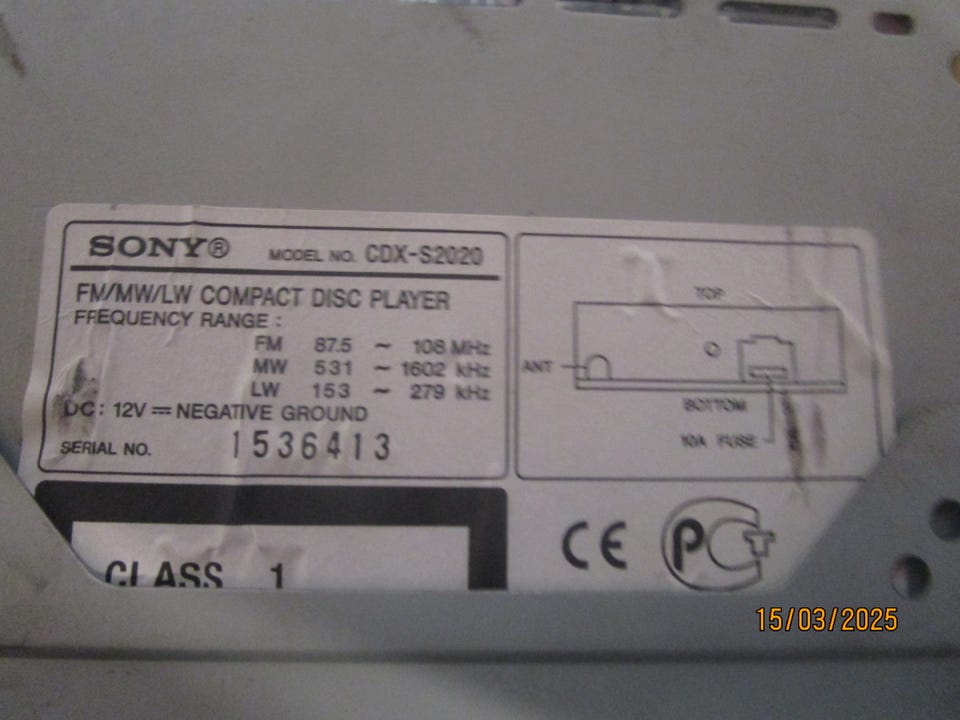 SONY® MODEL NO. CDX-S2020
FM/MW/LW COMPACT DISC PLAYER
FREQUENCY RANGE :
FM 87.5 ~ 108 MHz
MW 531 ~ 1602 kHz
LW 153 ~ 279 kHz
DC: 12V ⎓ NEGATIVE GROUND
SERIAL NO. 1536413
TOP
ANT
BOTTOM
10A FUSE
CLASS 1
CE PCT
15/03/2025